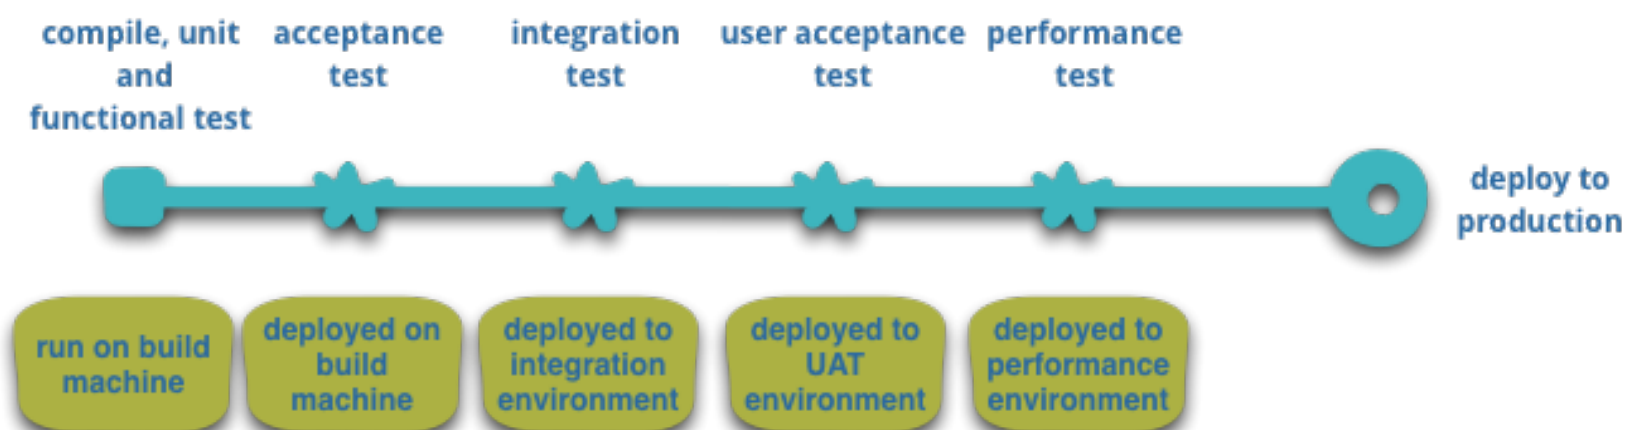 compile, unit
and
functional test
acceptance
test
integration
test
user acceptance
test
performance
test
deploy to
production
run on build
machine
deployed on
build
machine
deployed to
integration
environment
deployed to
UAT
environment
deployed to
performance
environment